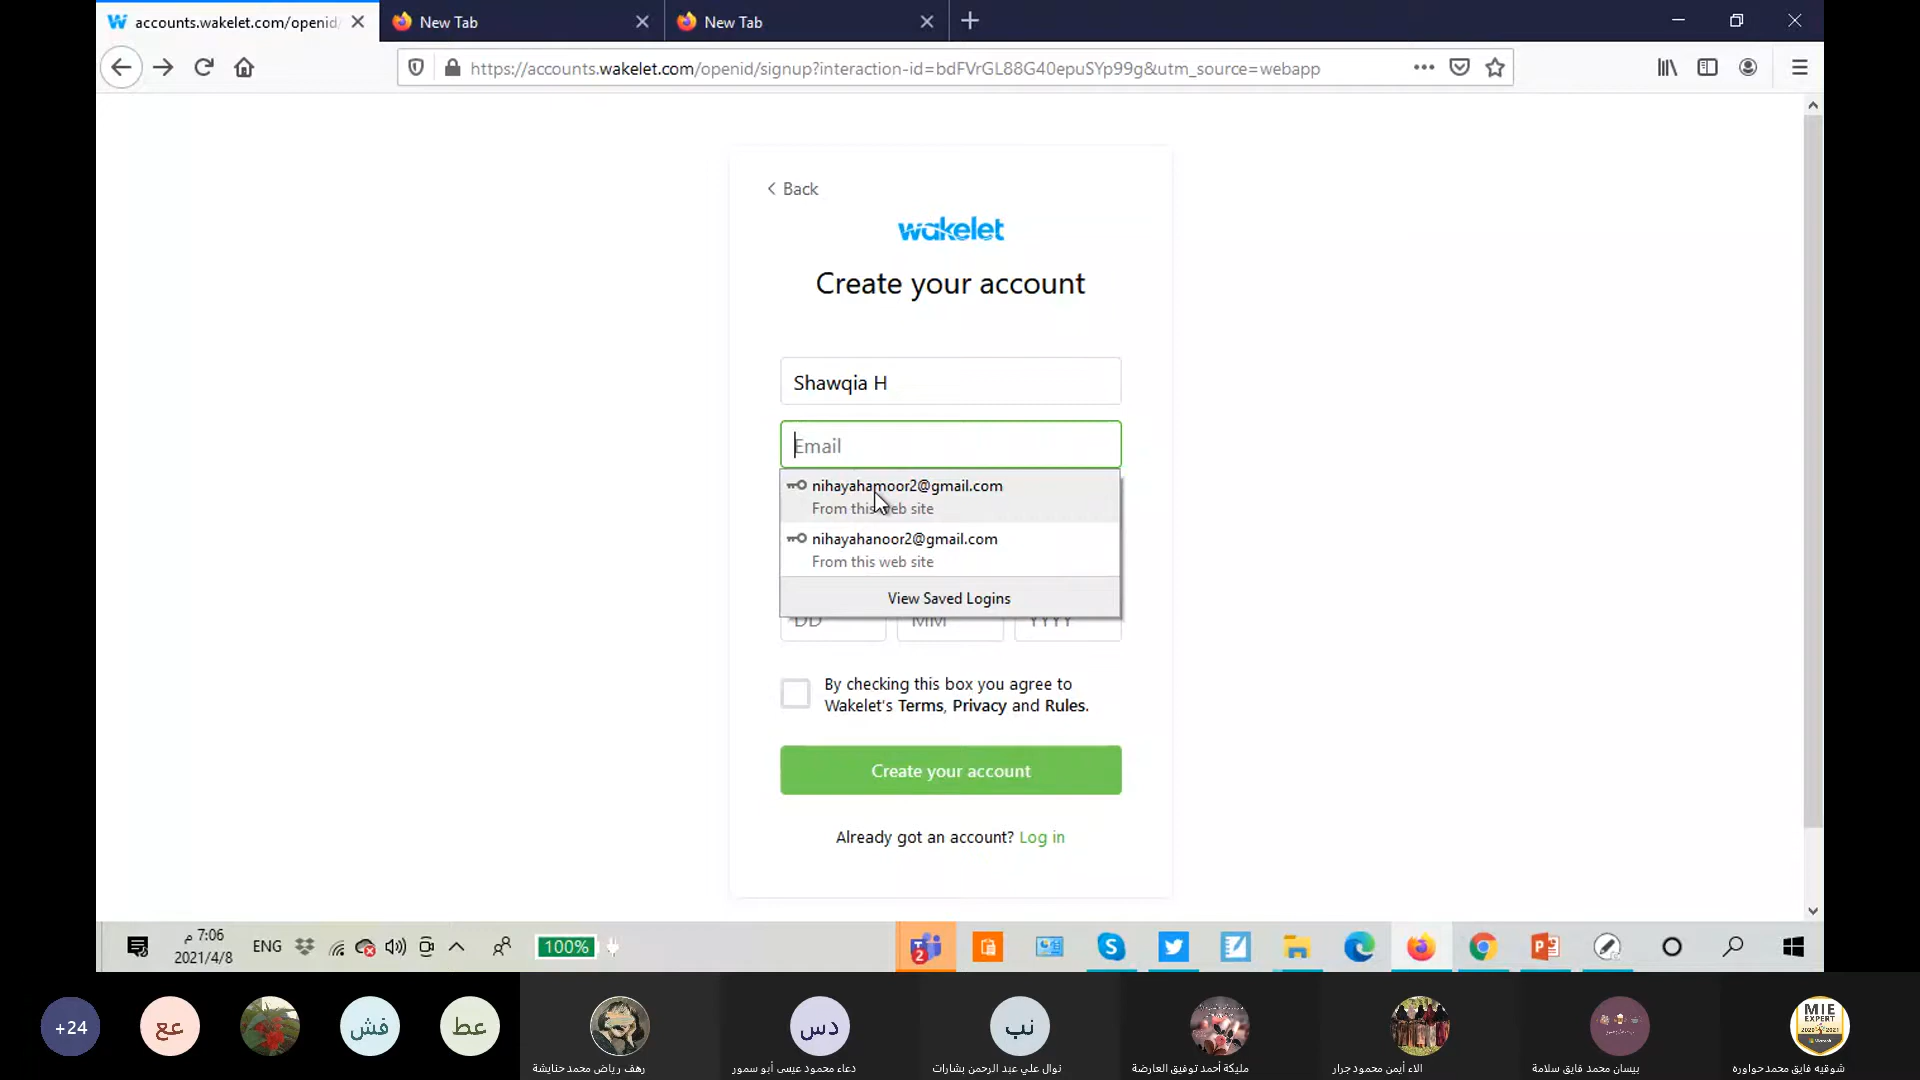 accounts.wakelet.com/openid/
New Tab
New Tab
https://accounts.wakelet.com/openid/signup?interaction-id=bdFVrGL88G40epuSYp99g&utm_source=webapp
Back
wakelet
Create your account
Shawqia H
Email
nihayahamoor2@gmail.com
From this web site
nihayahanoor2@gmail.com
From this web site
View Saved Logins
DD MM YYYY
By checking this box you agree to
Wakelet's Terms, Privacy and Rules.
Create your account
Already got an account? Log in
7:06 م
2021/4/8
ENG
100%
+24
عع
فش
عط
دس
نب
MIE
EXPERT
رهف رياض محمد حنايشة
دعاء محمود عيسى أبو سمور
نوال علي عبد الرحمن بشارات
مليكة أحمد توفيق العارضة
الاء أيمن محمود جرار
بيسان محمد فايق سلامة
شوقيه فايق محمد حواوره